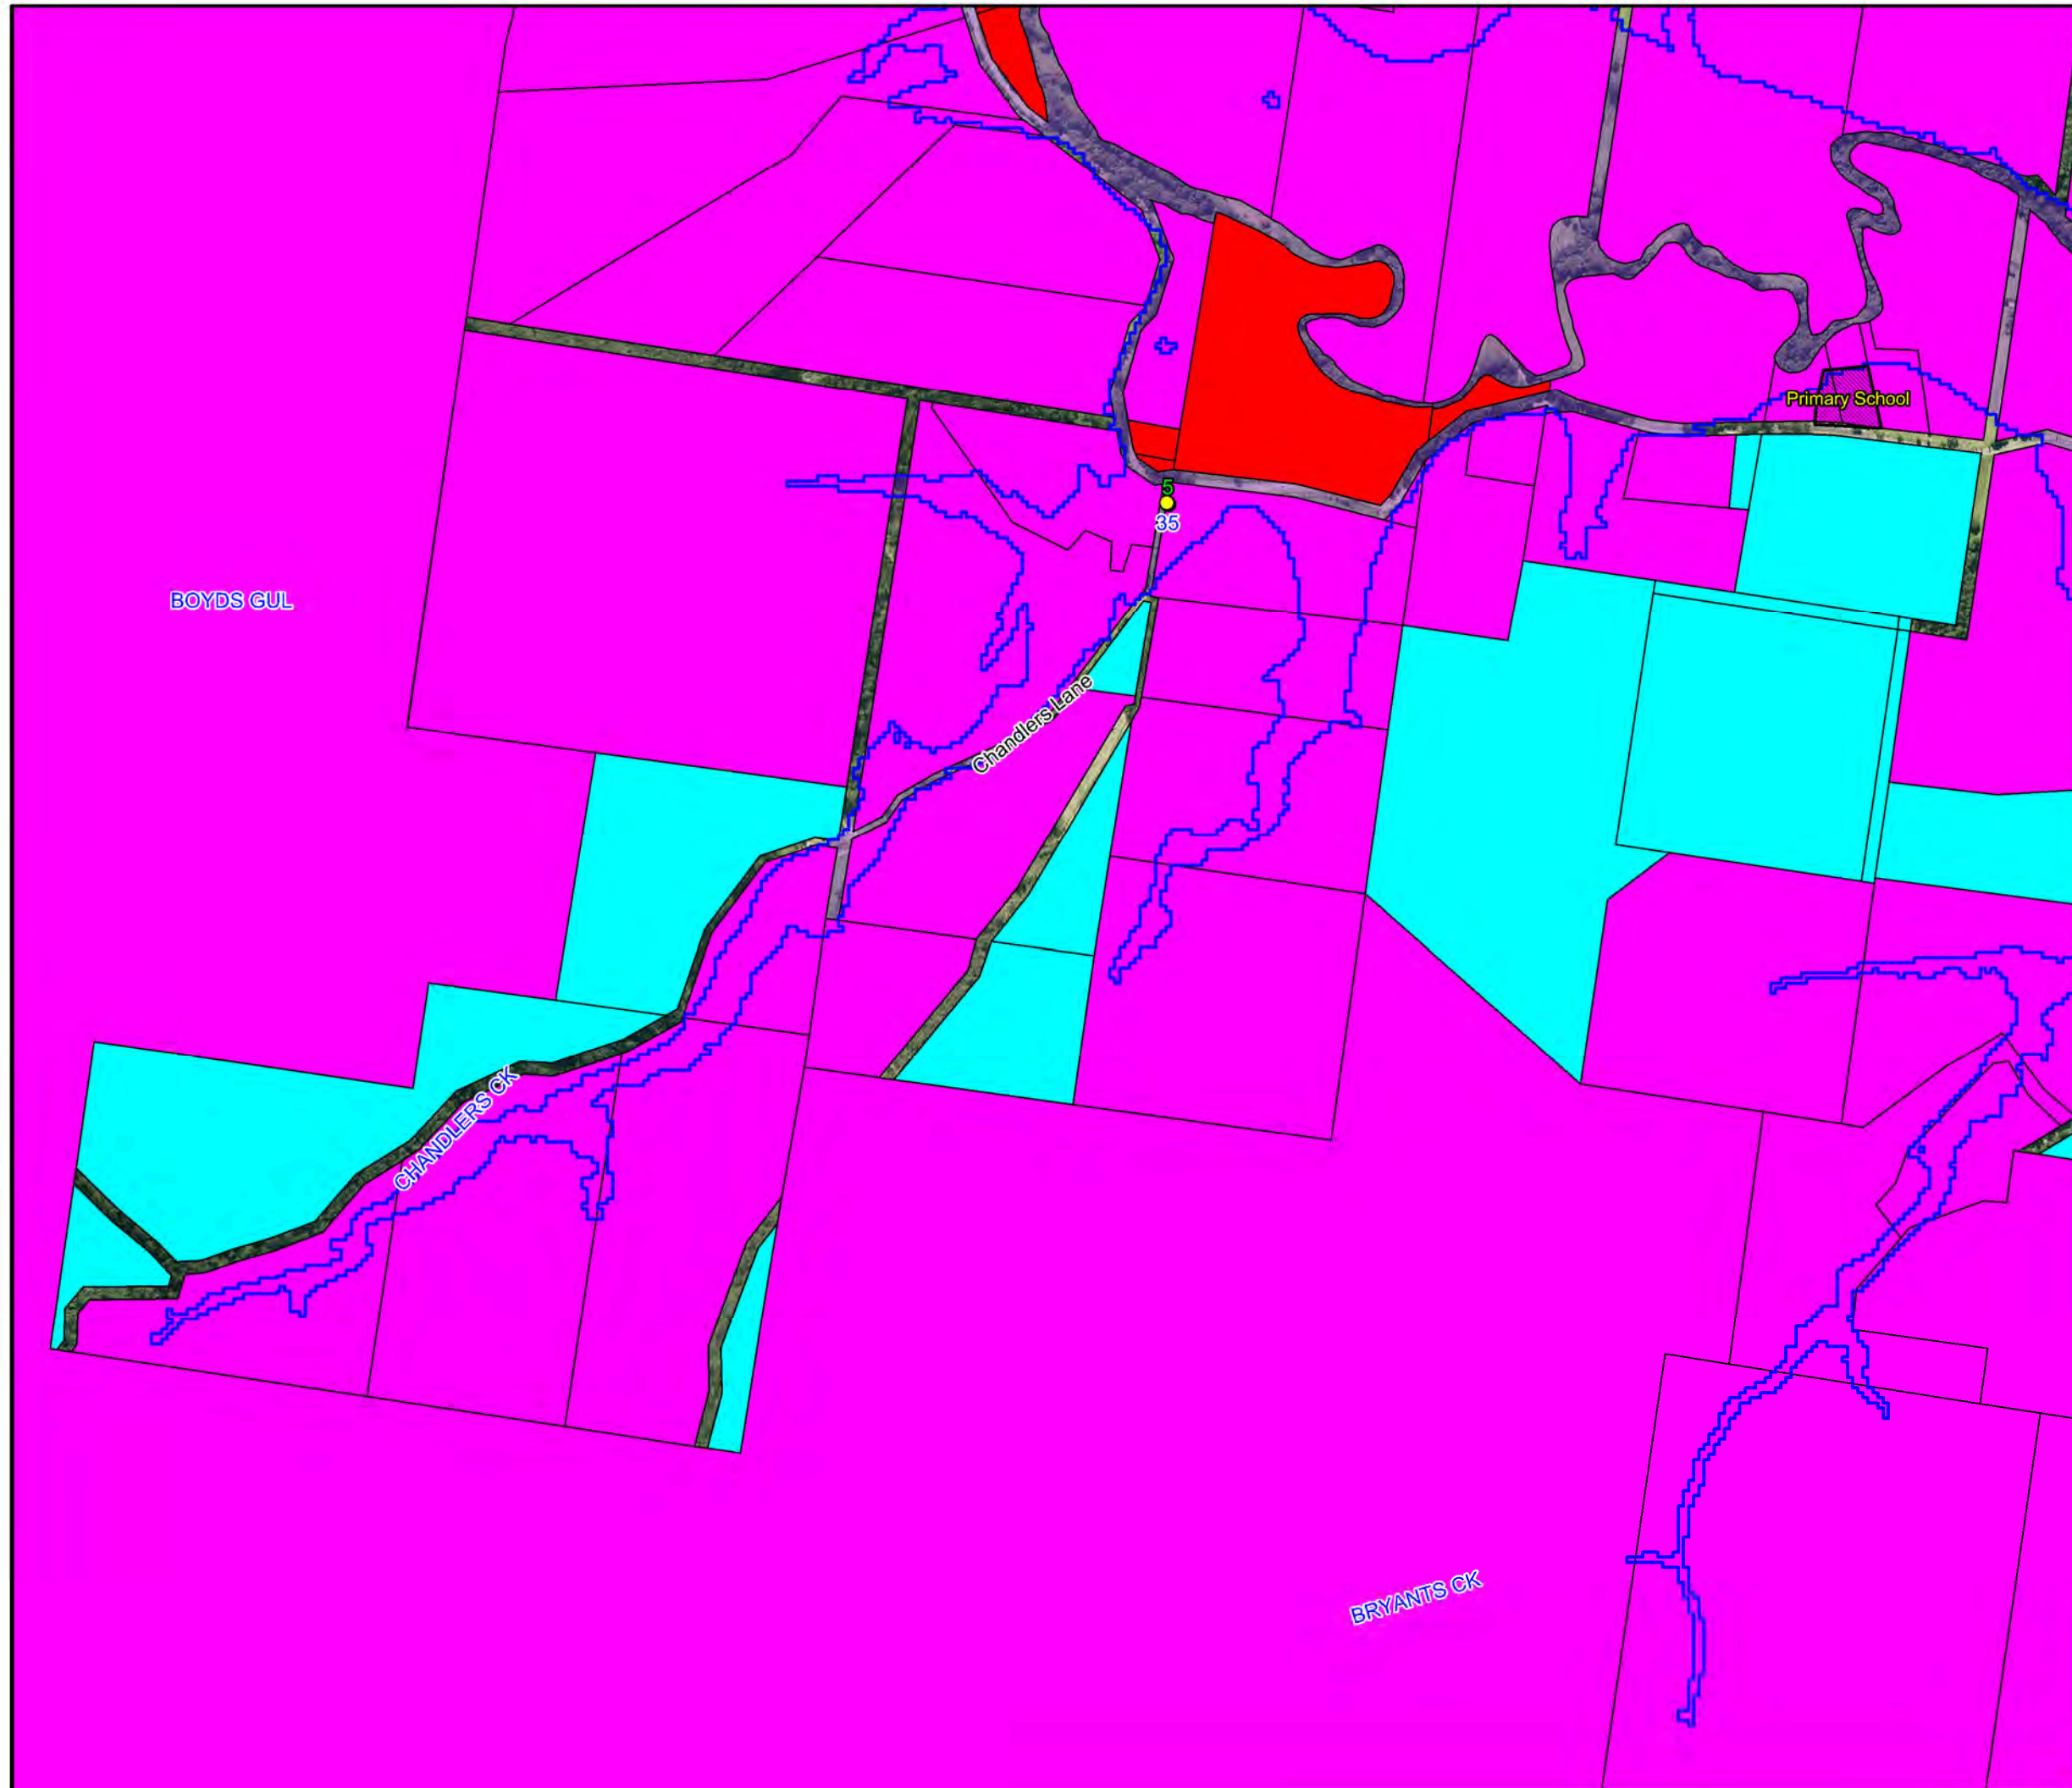 Primary School
5
35
BOYDS GUL
Chandlers Lane
CHANDLERS CK
BRYANTS CK